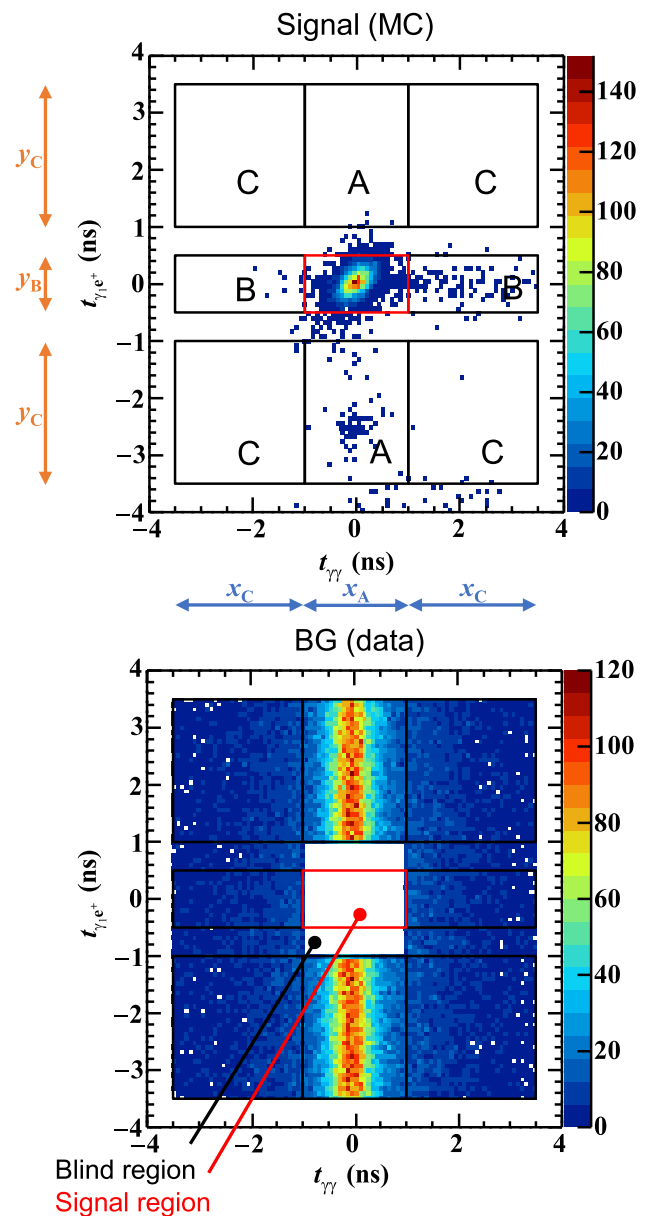 Signal (MC)
4
3
2
1
0
−1
−2
−3
−4
−4
−2
0
2
4
140
120
100
80
60
40
20
0
y_C
y_B
y_C
t_γ₁e⁺ (ns)
C
A
C
B
B
C
A
C
t_γγ (ns)
x_C
x_A
x_C
BG (data)
4
3
2
1
0
−1
−2
−3
−4
−4
−2
0
2
4
120
100
80
60
40
20
0
t_γ₁e⁺ (ns)
t_γγ (ns)
Blind region
Signal region